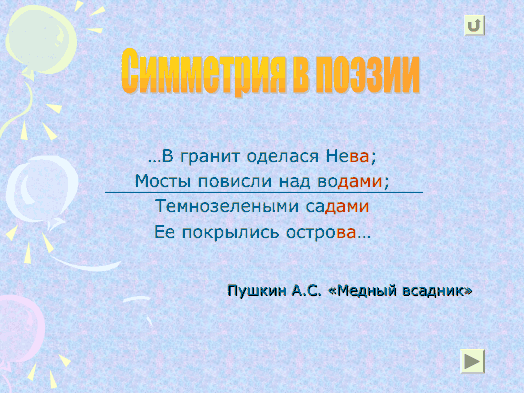 Симметрия в поэзии
…В гранит оделася Нева;
Мосты повисли над водами;
Темнозелеными садами
Ее покрылись острова…
Пушкин А.С. «Медный всадник»